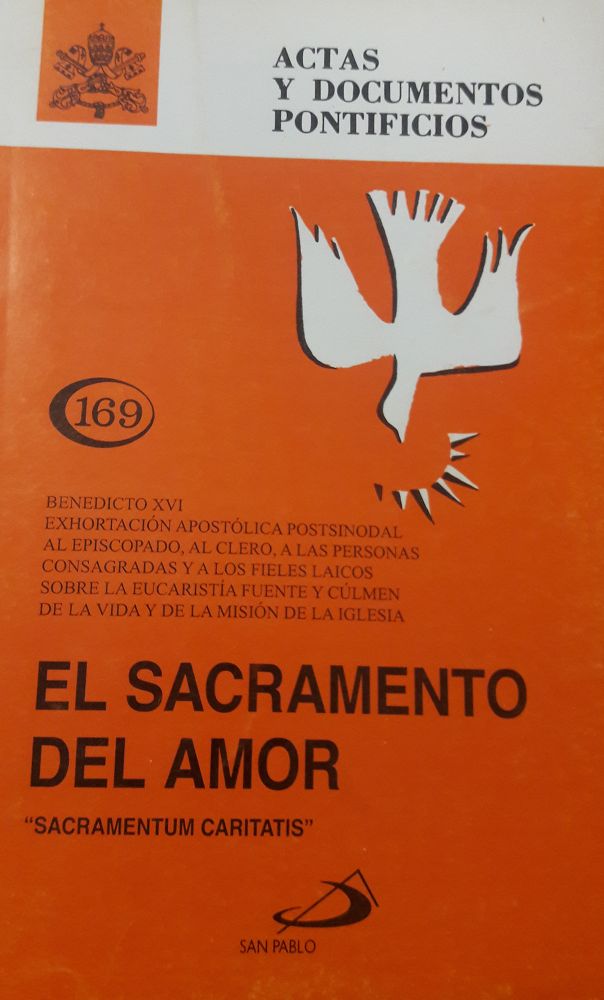 ACTAS
Y DOCUMENTOS
PONTIFICIOS
169
BENEDICTO XVI
EXHORTACIÓN APOSTÓLICA POSTSINODAL
AL EPISCOPADO, AL CLERO, A LAS PERSONAS
CONSAGRADAS Y A LOS FIELES LAICOS
SOBRE LA EUCARISTÍA FUENTE Y CÚLMEN
DE LA VIDA Y DE LA MISIÓN DE LA IGLESIA
EL SACRAMENTO
DEL AMOR
“SACRAMENTUM CARITATIS”
SAN PABLO